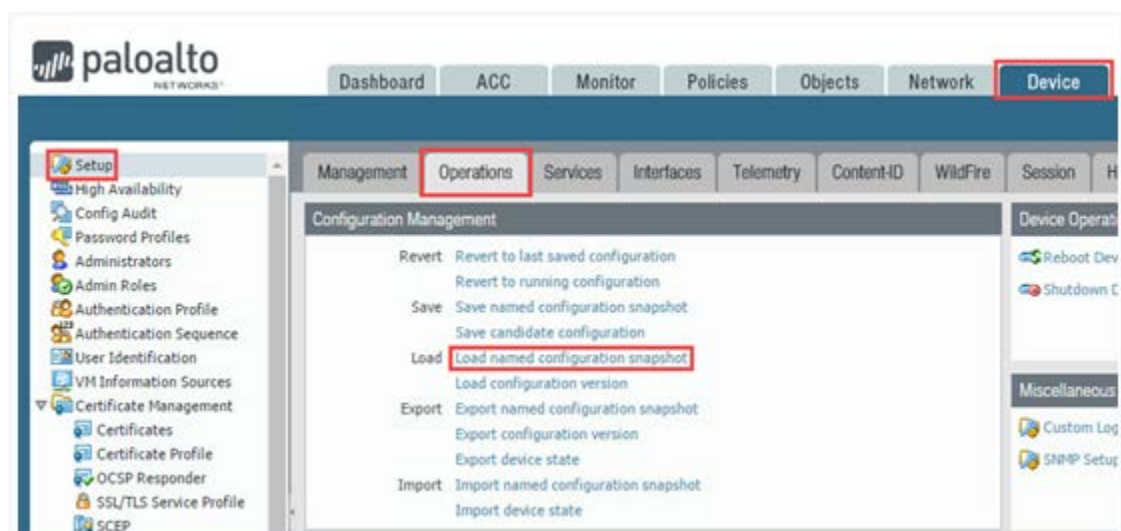 paloalto
NETWORKS
Dashboard ACC Monitor Policies Objects Network Device
Setup
High Availability
Config Audit
Password Profiles
Administrators
Admin Roles
Authentication Profile
Authentication Sequence
User Identification
VM Information Sources
Certificate Management
Certificates
Certificate Profile
OCSP Responder
SSL/TLS Service Profile
SCEP
Management Operations Services Interfaces Telemetry Content-ID WildFire Session H
Configuration Management
Revert Revert to last saved configuration
Revert to running configuration
Save Save named configuration snapshot
Save candidate configuration
Load Load named configuration snapshot
Load configuration version
Export Export named configuration snapshot
Export configuration version
Export device state
Import Import named configuration snapshot
Import device state
Device Operati
Reboot Dev
Shutdown D
Miscellaneous
Custom Log
SNMP Setup